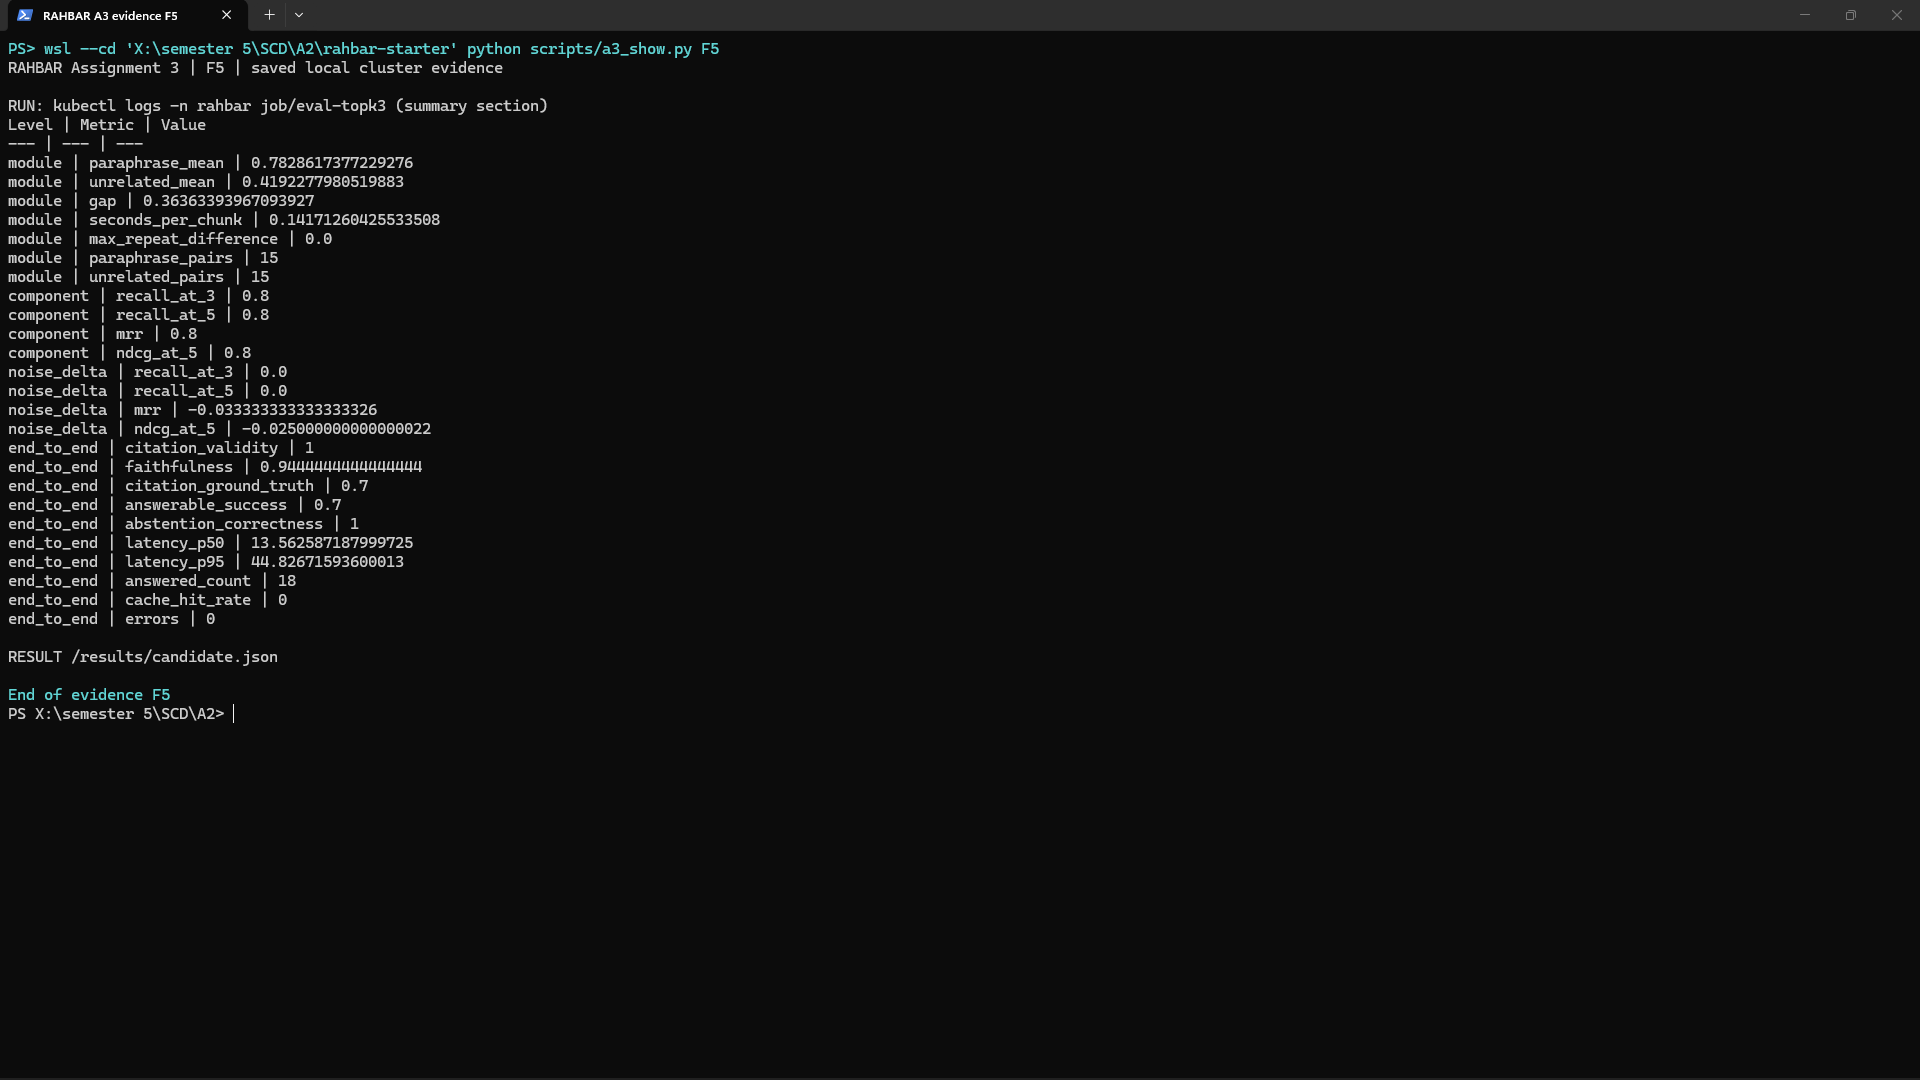 RAHBAR A3 evidence F5
PS> wsl --cd 'X:\semester 5\SCD\A2\rahbar-starter' python scripts/a3_show.py F5
RAHBAR Assignment 3 | F5 | saved local cluster evidence
RUN: kubectl logs -n rahbar job/eval-topk3 (summary section)
Level | Metric | Value
--- | --- | ---
module | paraphrase_mean | 0.7828617377229276
module | unrelated_mean | 0.4192277980519883
module | gap | 0.36363393967093927
module | seconds_per_chunk | 0.14171260425533508
module | max_repeat_difference | 0.0
module | paraphrase_pairs | 15
module | unrelated_pairs | 15
component | recall_at_3 | 0.8
component | recall_at_5 | 0.8
component | mrr | 0.8
component | ndcg_at_5 | 0.8
noise_delta | recall_at_3 | 0.0
noise_delta | recall_at_5 | 0.0
noise_delta | mrr | -0.033333333333333326
noise_delta | ndcg_at_5 | -0.025000000000000022
end_to_end | citation_validity | 1
end_to_end | faithfulness | 0.9444444444444444
end_to_end | citation_ground_truth | 0.7
end_to_end | answerable_success | 0.7
end_to_end | abstention_correctness | 1
end_to_end | latency_p50 | 13.562587187999725
end_to_end | latency_p95 | 44.82671593600013
end_to_end | answered_count | 18
end_to_end | cache_hit_rate | 0
end_to_end | errors | 0
RESULT /results/candidate.json
End of evidence F5
PS X:\semester 5\SCD\A2>